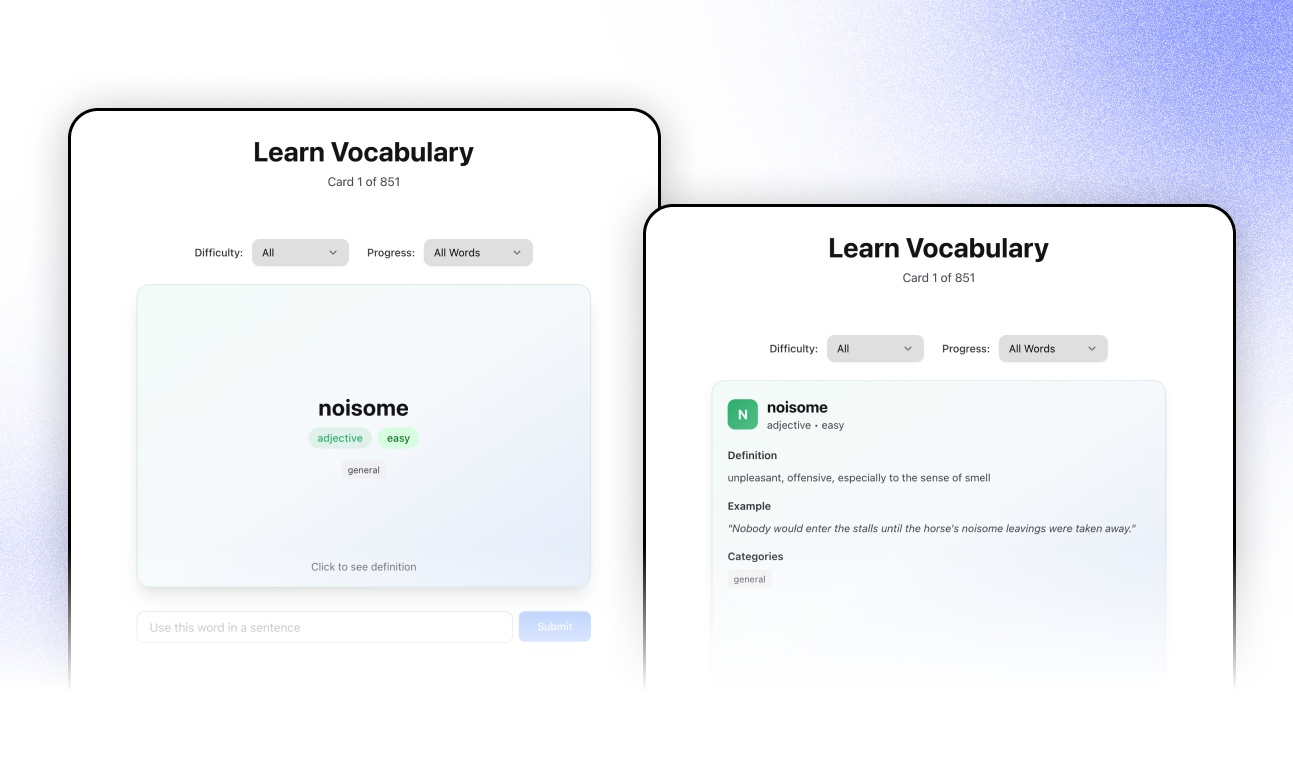 Learn Vocabulary
Card 1 of 851
Difficulty: All Progress: All Words
noisome
adjective easy
general
Click to see definition
Use this word in a sentence Submit
Learn Vocabulary
Card 1 of 851
Difficulty: All Progress: All Words
N noisome
adjective • easy
Definition
unpleasant, offensive, especially to the sense of smell
Example
"Nobody would enter the stalls until the horse's noisome leavings were taken away."
Categories
general